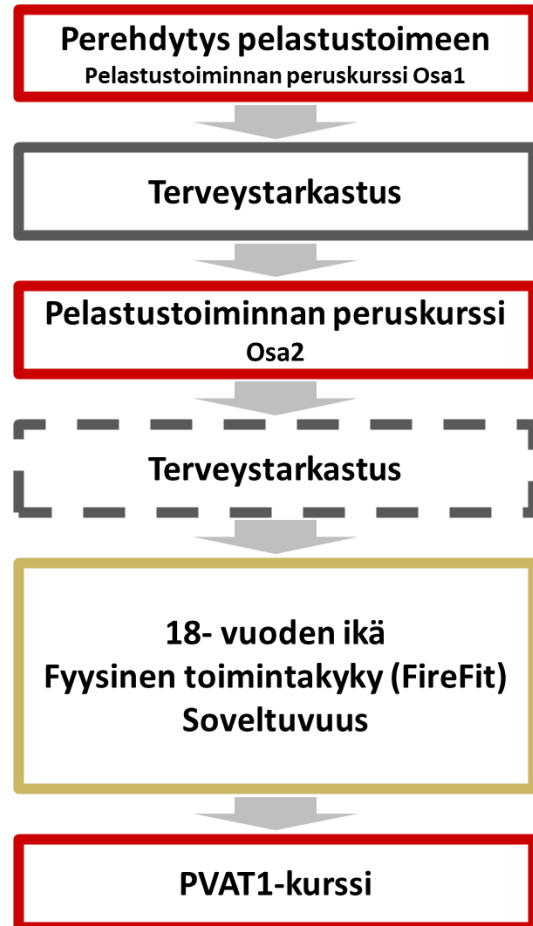 Perehdytys pelastustoimeen
Pelastustoiminnan peruskurssi Osa1
Terveystarkastus
Pelastustoiminnan peruskurssi
Osa2
Terveystarkastus
18- vuoden ikä
Fyysinen toimintakyky (FireFit)
Soveltuvuus
PVAT1-kurssi